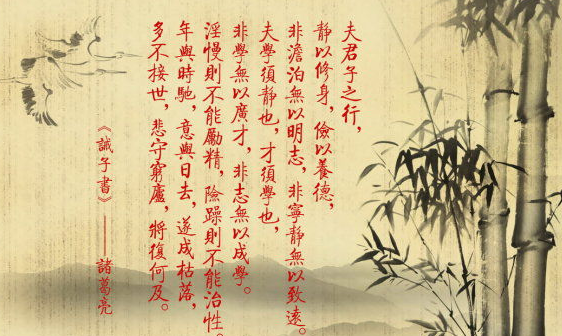 夫君子之行，
靜以修身，儉以養德，
非澹泊無以明志，非寧靜無以致遠。
夫學須靜也，才須學也，
非學無以廣才，非志無以成學。
淫慢則不能勵精，險躁則不能治性。
年與時馳，意與日去，遂成枯落，
多不接世，悲守窮廬，將復何及。
《誡子書》——諸葛亮